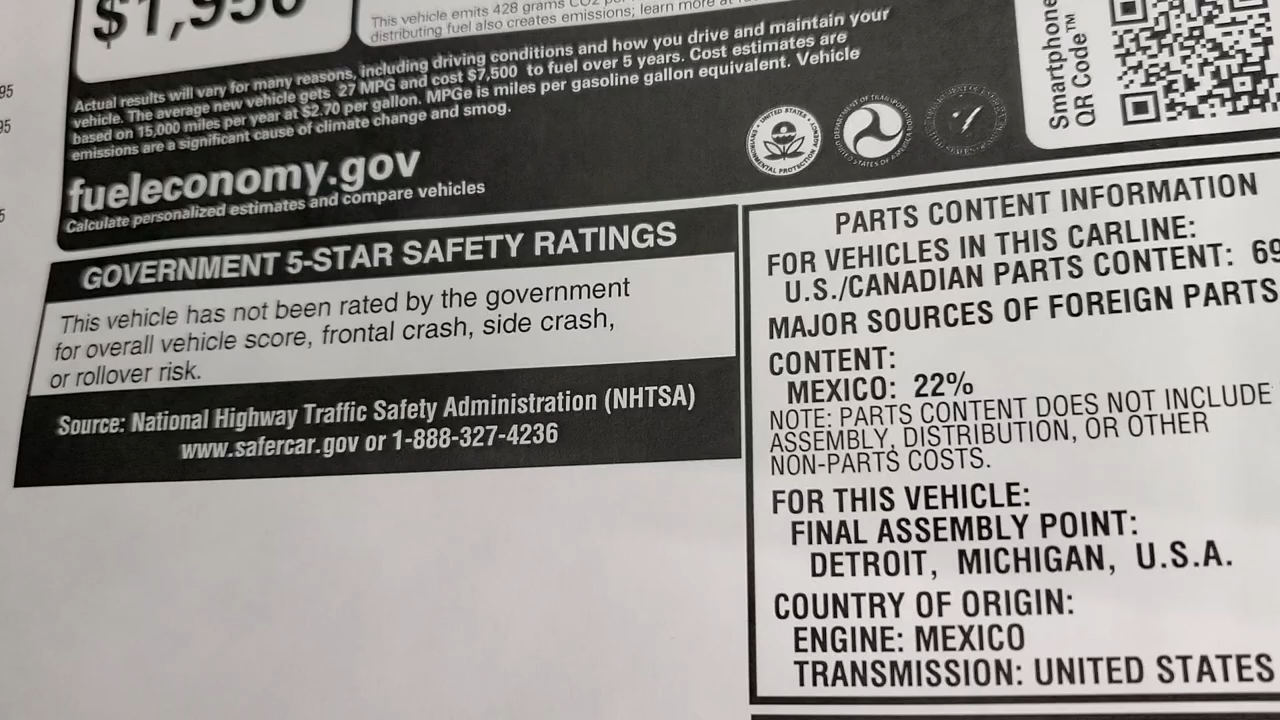 $1,950
This vehicle emits 428 grams CO2
distributing fuel also creates emissions; learn more at
Actual results will vary for many reasons, including driving conditions and how you drive and maintain your
vehicle. The average new vehicle gets 27 MPG and cost $7,500 to fuel over 5 years. Cost estimates are
based on 15,000 miles per year at $2.70 per gallon. MPGe is miles per gasoline gallon equivalent. Vehicle
emissions are a significant cause of climate change and smog.
fueleconomy.gov
Calculate personalized estimates and compare vehicles
Smartphone
QR Code™
95
95
5
GOVERNMENT 5-STAR SAFETY RATINGS
This vehicle has not been rated by the government
for overall vehicle score, frontal crash, side crash,
or rollover risk.
Source: National Highway Traffic Safety Administration (NHTSA)
www.safercar.gov or 1-888-327-4236
PARTS CONTENT INFORMATION
FOR VEHICLES IN THIS CARLINE:
U.S./CANADIAN PARTS CONTENT: 69
MAJOR SOURCES OF FOREIGN PARTS
CONTENT:
MEXICO: 22%
NOTE: PARTS CONTENT DOES NOT INCLUDE
ASSEMBLY, DISTRIBUTION, OR OTHER
NON-PARTS COSTS.
FOR THIS VEHICLE:
FINAL ASSEMBLY POINT:
DETROIT, MICHIGAN, U.S.A.
COUNTRY OF ORIGIN:
ENGINE: MEXICO
TRANSMISSION: UNITED STATES